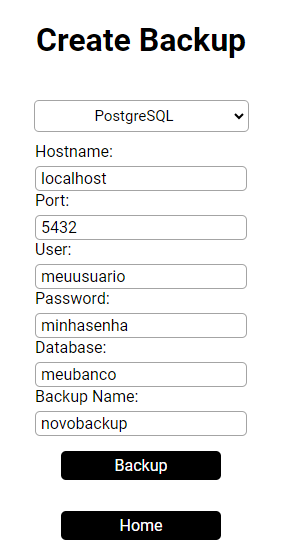 Create Backup
PostgreSQL
Hostname:
localhost
Port:
5432
User:
meuusuario
Password:
minhasenha
Database:
meubanco
Backup Name:
novobackup
Backup
Home